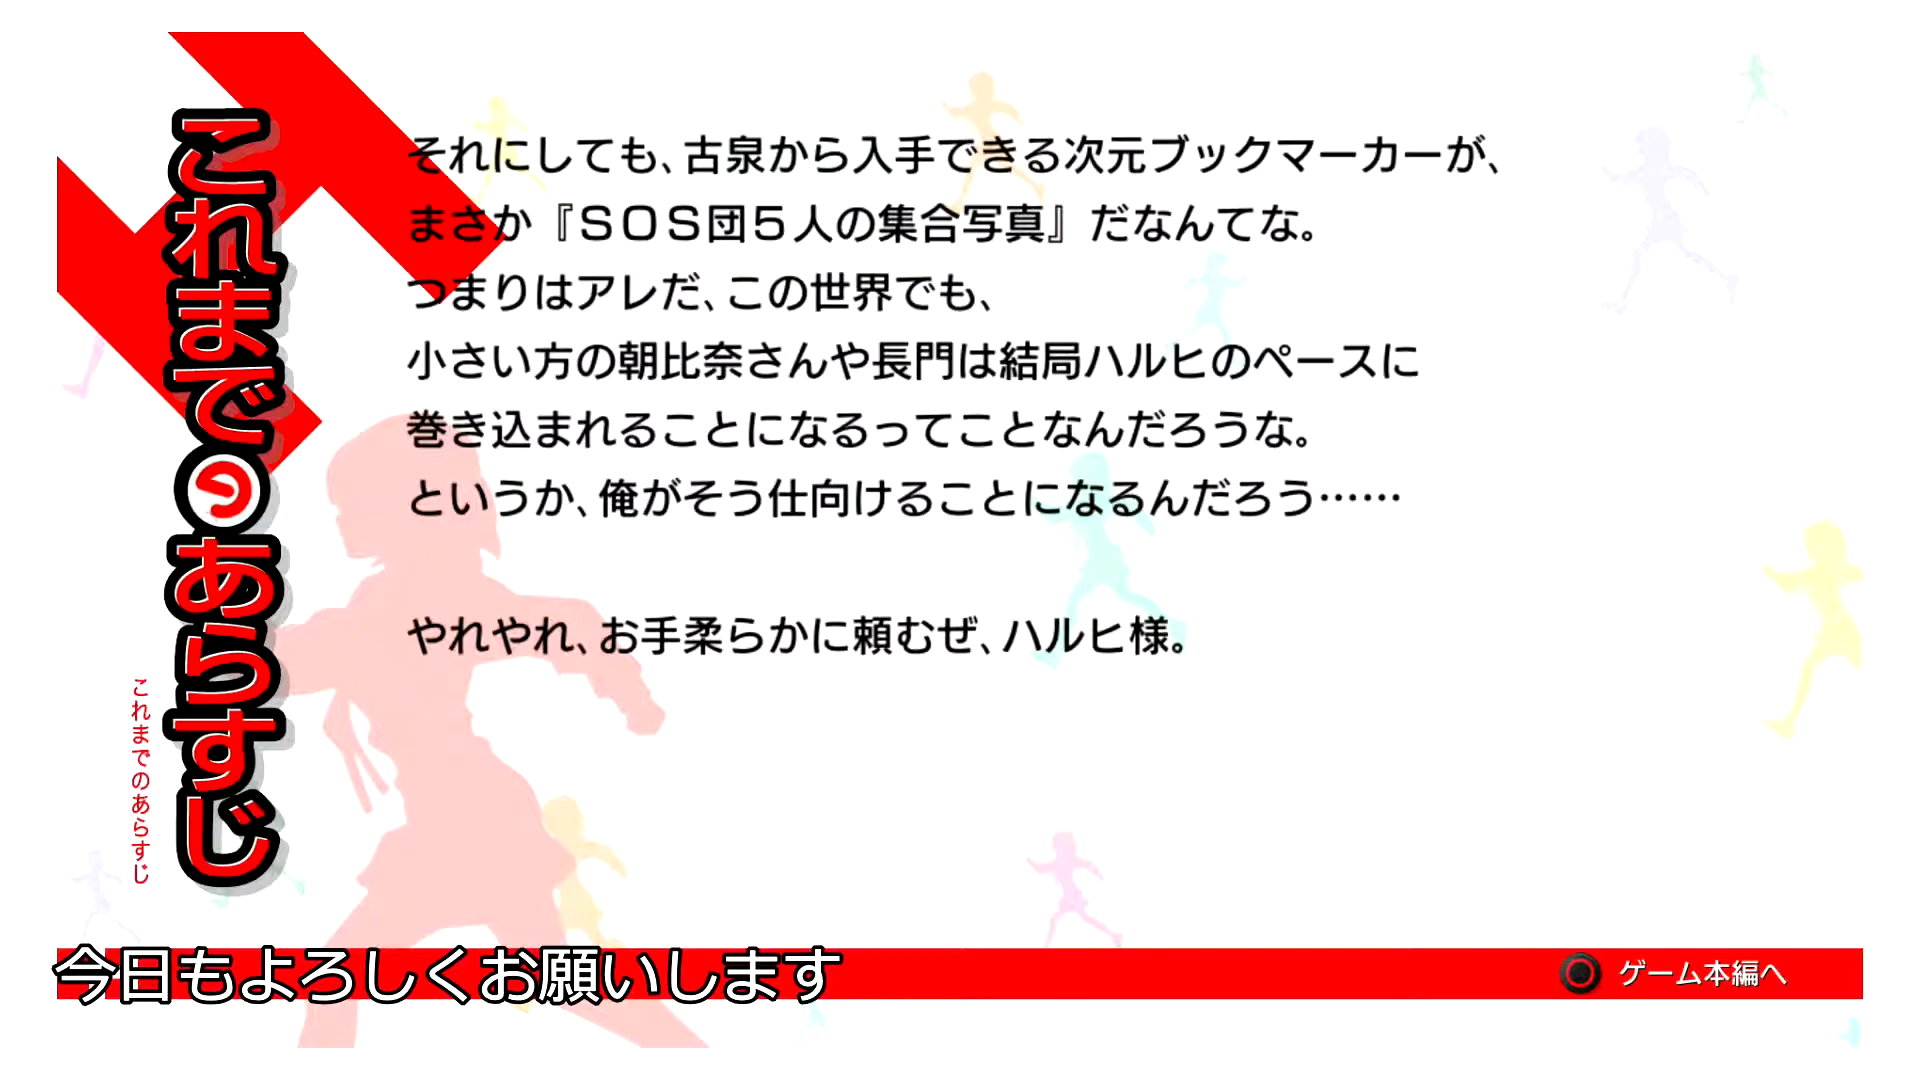 これまでのあらすじ
これまでのあらすじ
それにしても、古泉から入手できる次元ブックマーカーが、
まさか『ＳＯＳ団５人の集合写真』だなんてな。
つまりはアレだ、この世界でも、
小さい方の朝比奈さんや長門は結局ハルヒのペースに
巻き込まれることになるってことなんだろうな。
というか、俺がそう仕向けることになるんだろう……
やれやれ、お手柔らかに頼むぜ、ハルヒ様。
今日もよろしくお願いします
ゲーム本編へ